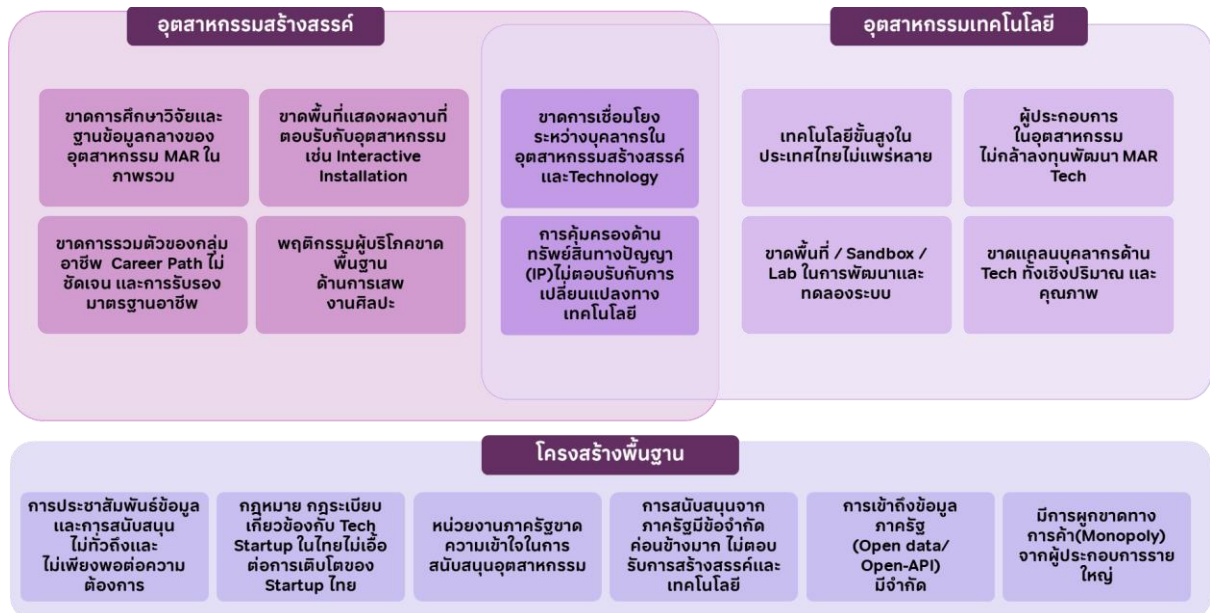 อุตสาหกรรมสร้างสรรค์
อุตสาหกรรมเทคโนโลยี
ขาดการศึกษาวิจัยและ
ฐานข้อมูลกลางของ
อุตสาหกรรม MAR ใน
ภาพรวม
ขาดพื้นที่แสดงผลงานที่
ตอบรับกับอุตสาหกรรม
เช่น Interactive
Installation
ขาดการเชื่อมโยง
ระหว่างบุคลากรใน
อุตสาหกรรมสร้างสรรค์
และTechnology
เทคโนโลยีขั้นสูงใน
ประเทศไทยไม่แพร่หลาย
ผู้ประกอบการ
ในอุตสาหกรรม
ไม่กล้าลงทุนพัฒนา MAR
Tech
ขาดการรวมตัวของกลุ่ม
อาชีพ Career Path ไม่
ชัดเจน และการรับรอง
มาตรฐานอาชีพ
พฤติกรรมผู้บริโภคขาด
พื้นฐาน
ด้านการเสพ
งานศิลปะ
การคุ้มครองด้าน
ทรัพย์สินทางปัญญา
(IP)ไม่ตอบรับกับการ
เปลี่ยนแปลงทาง
เทคโนโลยี
ขาดพื้นที่ / Sandbox /
Lab ในการพัฒนาและ
ทดลองระบบ
ขาดแคลนบุคลากรด้าน
Tech ทั้งเชิงปริมาณ และ
คุณภาพ
โครงสร้างพื้นฐาน
การประชาสัมพันธ์ข้อมูล
และการสนับสนุน
ไม่ทั่วถึงและ
ไม่เพียงพอต่อความ
ต้องการ
กฎหมาย กฎระเบียบ
เกี่ยวข้องกับ Tech
Startup ในไทยไม่เอื้อ
ต่อการเติบโตของ
Startup ไทย
หน่วยงานภาครัฐขาด
ความเข้าใจในการ
สนับสนุนอุตสาหกรรม
การสนับสนุนจาก
ภาครัฐมีข้อจำกัด
ค่อนข้างมาก ไม่ตอบ
รับการสร้างสรรค์และ
เทคโนโลยี
การเข้าถึงข้อมูล
ภาครัฐ
(Open data/
Open-API)
มีจำกัด
มีการผูกขาดทาง
การค้า(Monopoly)
จากผู้ประกอบการราย
ใหญ่